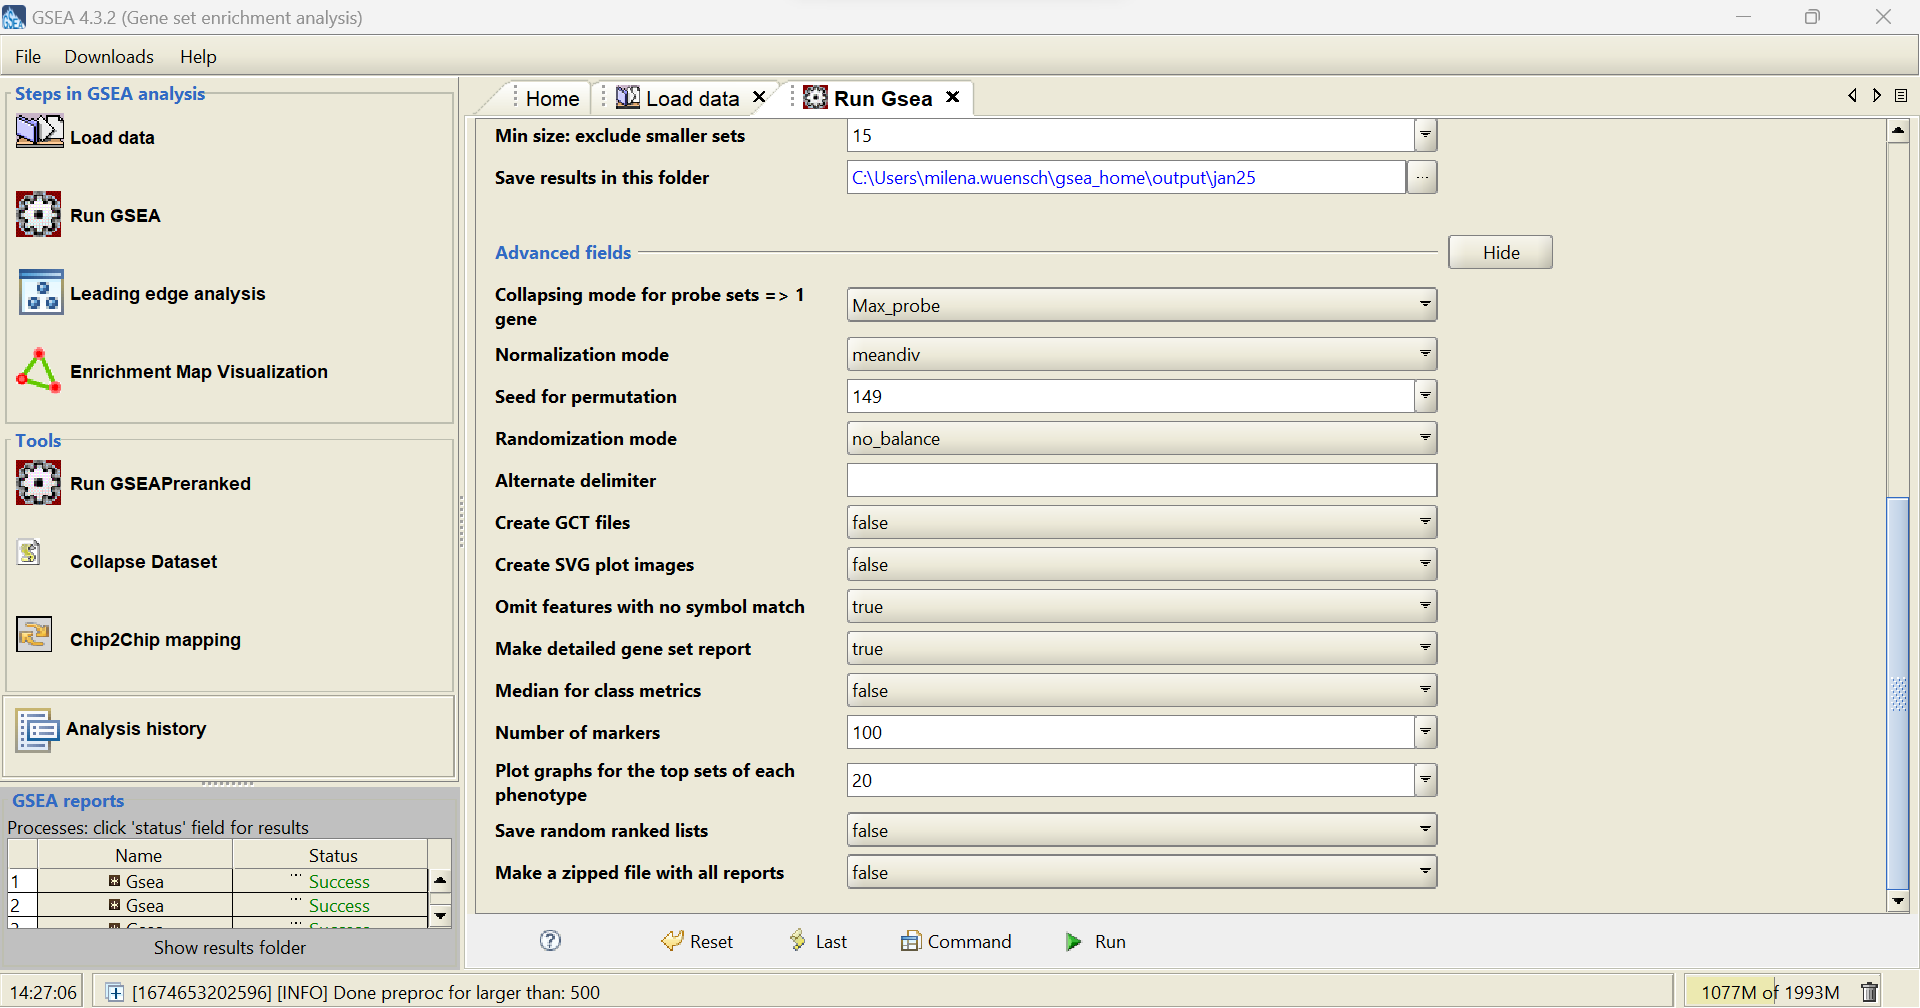 GSEA 4.3.2 (Gene set enrichment analysis)
File Downloads Help
Steps in GSEA analysis
Load data
Run GSEA
Leading edge analysis
Enrichment Map Visualization
Tools
Run GSEAPreranked
Collapse Dataset
Chip2Chip mapping
Analysis history
GSEA reports
Processes: click 'status' field for results
Name Status
1 Gsea ... Success
2 Gsea ... Success
Show results folder
Home Load data Run Gsea
Min size: exclude smaller sets 15
Save results in this folder C:\Users\milena.wuensch\gsea_home\output\jan25 ...
Advanced fields Hide
Collapsing mode for probe sets => 1
gene Max_probe
Normalization mode meandiv
Seed for permutation 149
Randomization mode no_balance
Alternate delimiter
Create GCT files false
Create SVG plot images false
Omit features with no symbol match true
Make detailed gene set report true
Median for class metrics false
Number of markers 100
Plot graphs for the top sets of each
phenotype 20
Save random ranked lists false
Make a zipped file with all reports false
? Reset Last Command Run
14:27:06 [1674653202596] [INFO] Done preproc for larger than: 500 1077M of 1993M